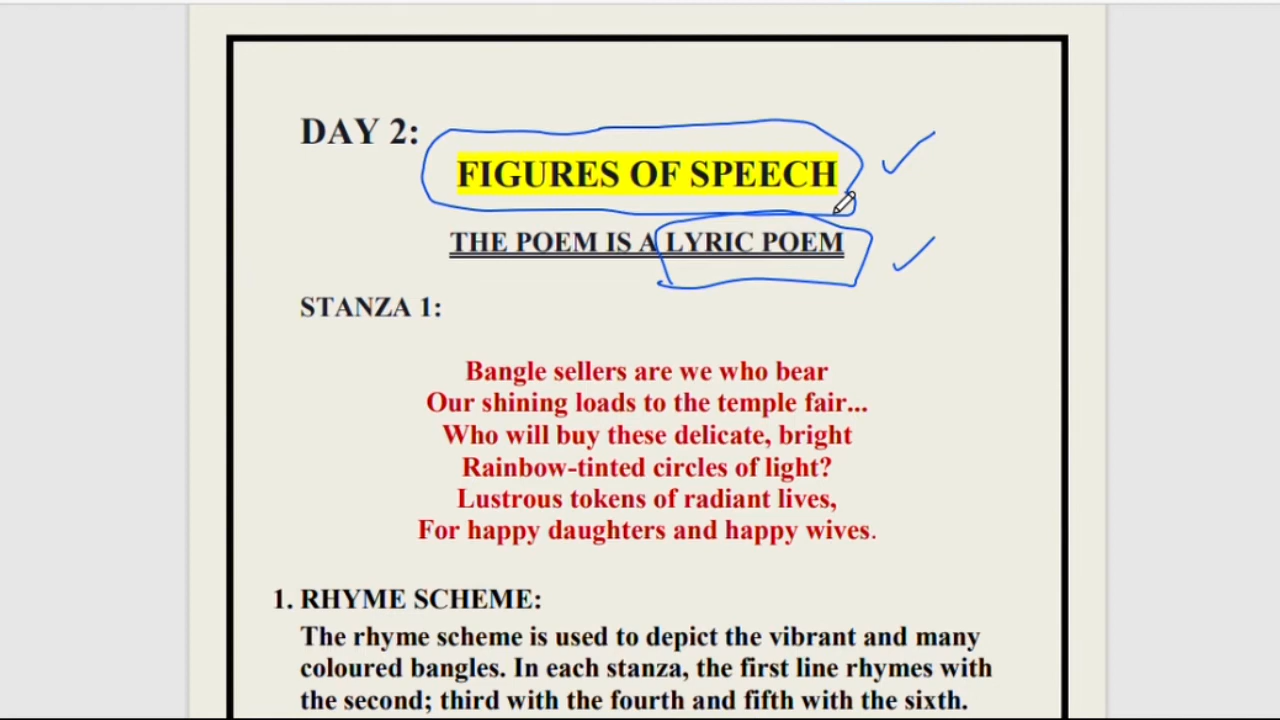 DAY 2:
FIGURES OF SPEECH
THE POEM IS A LYRIC POEM
STANZA 1:
Bangle sellers are we who bear
Our shining loads to the temple fair...
Who will buy these delicate, bright
Rainbow-tinted circles of light?
Lustrous tokens of radiant lives,
For happy daughters and happy wives.
1. RHYME SCHEME:
The rhyme scheme is used to depict the vibrant and many
coloured bangles. In each stanza, the first line rhymes with
the second; third with the fourth and fifth with the sixth.